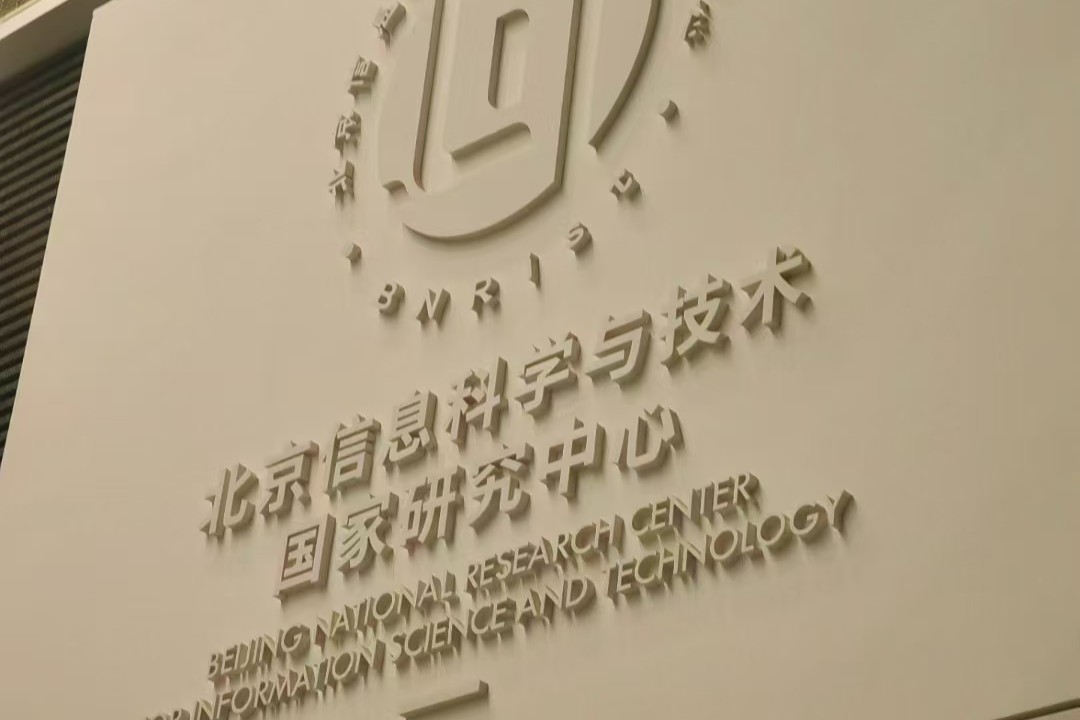 BNRIST
北京信息科学与技术
国家研究中心
BEIJING NATIONAL RESEARCH CENTER
FOR INFORMATION SCIENCE AND TECHNOLOGY